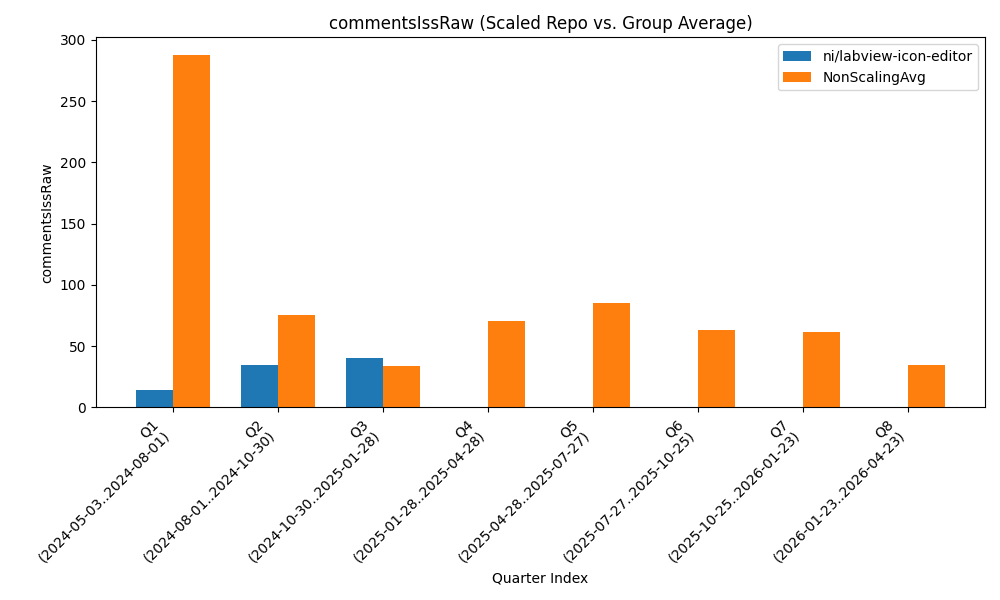 commentsIssRaw (Scaled Repo vs. Group Average)
ni/labview-icon-editor
NonScalingAvg
commentsIssRaw
300
250
200
150
100
50
0
Q1
(2024-05-03..2024-08-01)
Q2
(2024-08-01..2024-10-30)
Q3
(2024-10-30..2025-01-28)
Q4
(2025-01-28..2025-04-28)
Q5
(2025-04-28..2025-07-27)
Q6
(2025-07-27..2025-10-25)
Q7
(2025-10-25..2026-01-23)
Q8
(2026-01-23..2026-04-23)
Quarter Index